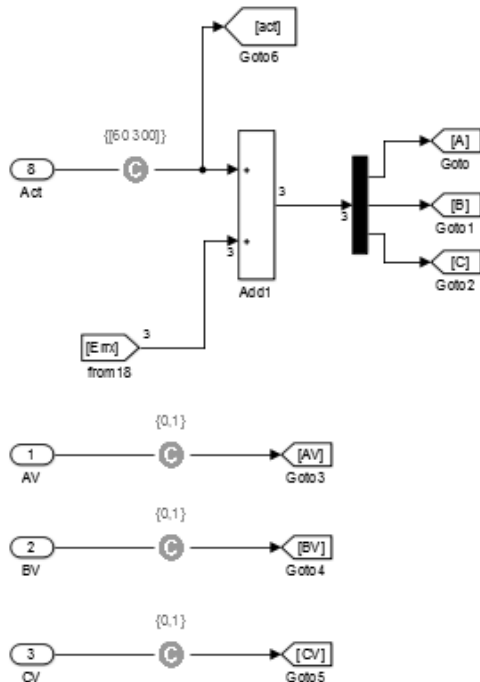 [act]
Goto6
{[60 300]}
8
C
Act
+
3
3
+
3
Add1
[A]
Goto
[B]
Goto1
[C]
Goto2
3
[Emx]
from18
{0,1}
1
C
[AV]
AV
Goto3
{0,1}
2
C
[BV]
BV
Goto4
{0,1}
3
C
[CV]
CV
Goto5